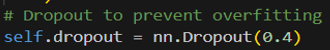 # Dropout to prevent overfitting
self.dropout = nn.Dropout(0.4)